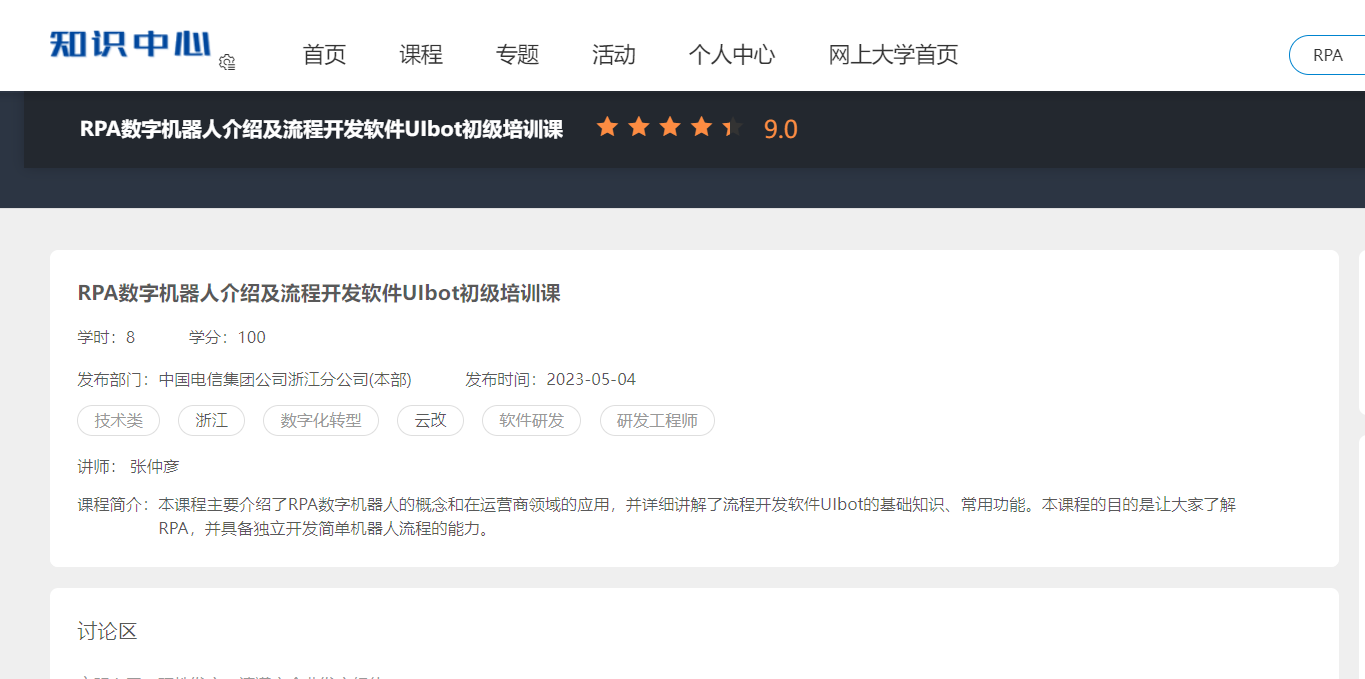 知识中心
首页 课程 专题 活动 个人中心 网上大学首页 RPA
RPA数字机器人介绍及流程开发软件UIbot初级培训课 9.0
RPA数字机器人介绍及流程开发软件UIbot初级培训课
学时：8 学分：100
发布部门：中国电信集团公司浙江分公司(本部) 发布时间：2023-05-04
技术类 浙江 数字化转型 云改 软件研发 研发工程师
讲师： 张仲彦
课程简介：本课程主要介绍了RPA数字机器人的概念和在运营商领域的应用，并详细讲解了流程开发软件UIbot的基础知识、常用功能。本课程的目的是让大家了解
RPA，并具备独立开发简单机器人流程的能力。
讨论区